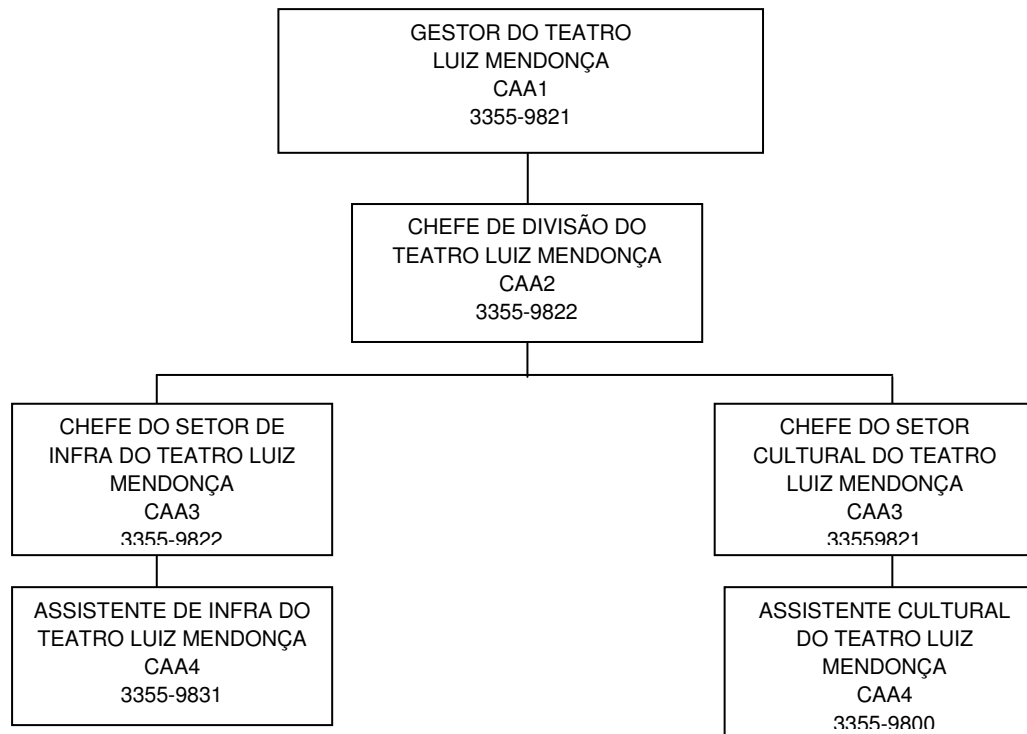 GESTOR DO TEATRO
LUIZ MENDONÇA
CAA1
3355-9821
CHEFE DE DIVISÃO DO
TEATRO LUIZ MENDONÇA
CAA2
3355-9822
CHEFE DO SETOR DE
INFRA DO TEATRO LUIZ
MENDONÇA
CAA3
3355-9822
CHEFE DO SETOR
CULTURAL DO TEATRO
LUIZ MENDONÇA
CAA3
33559821
ASSISTENTE DE INFRA DO
TEATRO LUIZ MENDONÇA
CAA4
3355-9831
ASSISTENTE CULTURAL
DO TEATRO LUIZ
MENDONÇA
CAA4
3355-9800